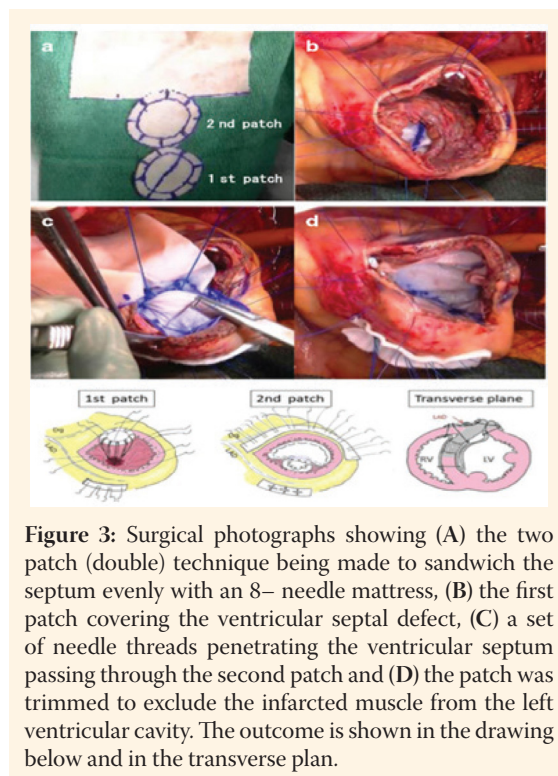 a
b
2 nd patch
1 st patch
c
d
1st patch
2nd patch
Transverse plane
Dg
LAD
Dg
LAD
LAD
RV
LV
Figure 3: Surgical photographs showing (A) the two
patch (double) technique being made to sandwich the
septum evenly with an 8– needle mattress, (B) the first
patch covering the ventricular septal defect, (C) a set
of needle threads penetrating the ventricular septum
passing through the second patch and (D) the patch was
trimmed to exclude the infarcted muscle from the left
ventricular cavity. The outcome is shown in the drawing
below and in the transverse plan.